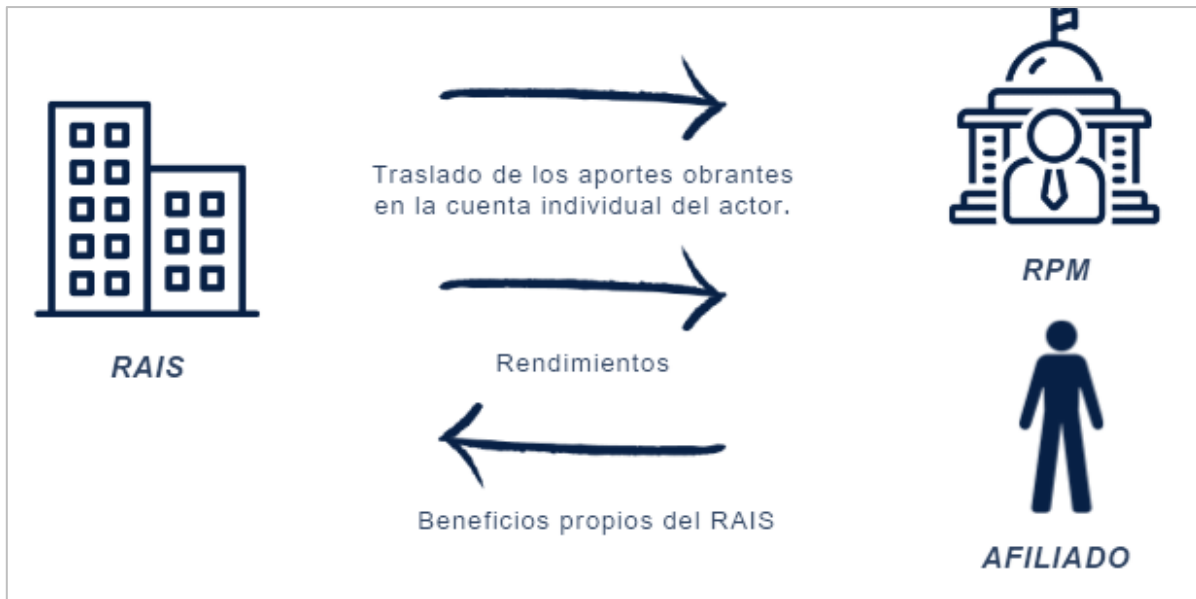 RAIS
Traslado de los aportes obrantes
en la cuenta individual del actor.
Rendimientos
Beneficios propios del RAIS
RPM
AFILIADO